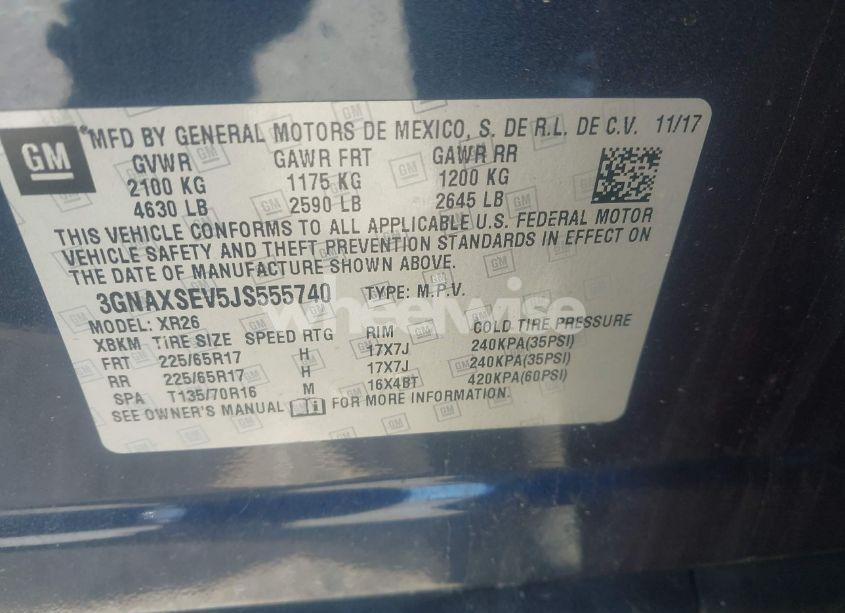 GM
*MFD BY GENERAL MOTORS DE MEXICO, S. DE R.L. DE C.V. 11/17
GVWR GAWR FRT GAWR RR
2100 KG 1175 KG 1200 KG
4630 LB 2590 LB 2645 LB
THIS VEHICLE CONFORMS TO ALL APPLICABLE U.S. FEDERAL MOTOR
VEHICLE SAFETY AND THEFT PREVENTION STANDARDS IN EFFECT ON
THE DATE OF MANUFACTURE SHOWN ABOVE.
3GNAXSEV5JS555740 TYPE: M.P.V.
wheelwise
MODEL: XR26
XBKM TIRE SIZE SPEED RTG RIM COLD TIRE PRESSURE
FRT 225/65R17 H 17X7J 240KPA(35PSI)
RR 225/65R17 H 17X7J 240KPA(35PSI)
SPA T135/70R16 M 16X4BT 420KPA(60PSI)
SEE OWNER'S MANUAL FOR MORE INFORMATION.